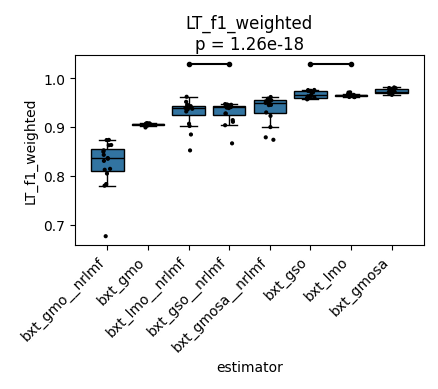 LT_f1_weighted
p = 1.26e-18
LT_f1_weighted
1.0
0.9
0.8
0.7
bxt_gmo__nrlmf
bxt_gmo
bxt_lmo__nrlmf
bxt_gso__nrlmf
bxt_gmosa__nrlmf
bxt_gso
bxt_lmo
bxt_gmosa
estimator